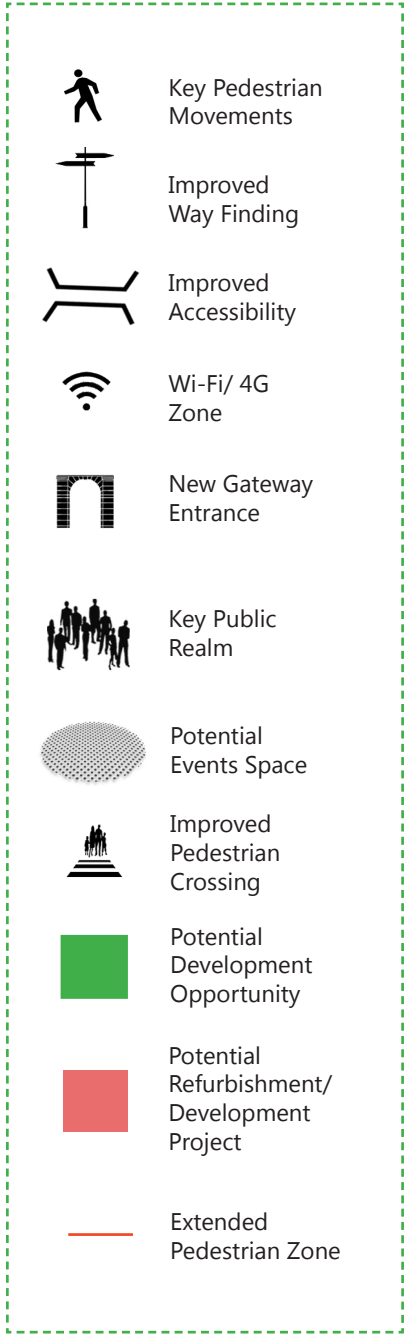 Key Pedestrian
Movements
Improved
Way Finding
Improved
Accessibility
Wi-Fi/ 4G
Zone
New Gateway
Entrance
Key Public
Realm
Potential
Events Space
Improved
Pedestrian
Crossing
Potential
Development
Opportunity
Potential
Refurbishment/
Development
Project
Extended
Pedestrian Zone